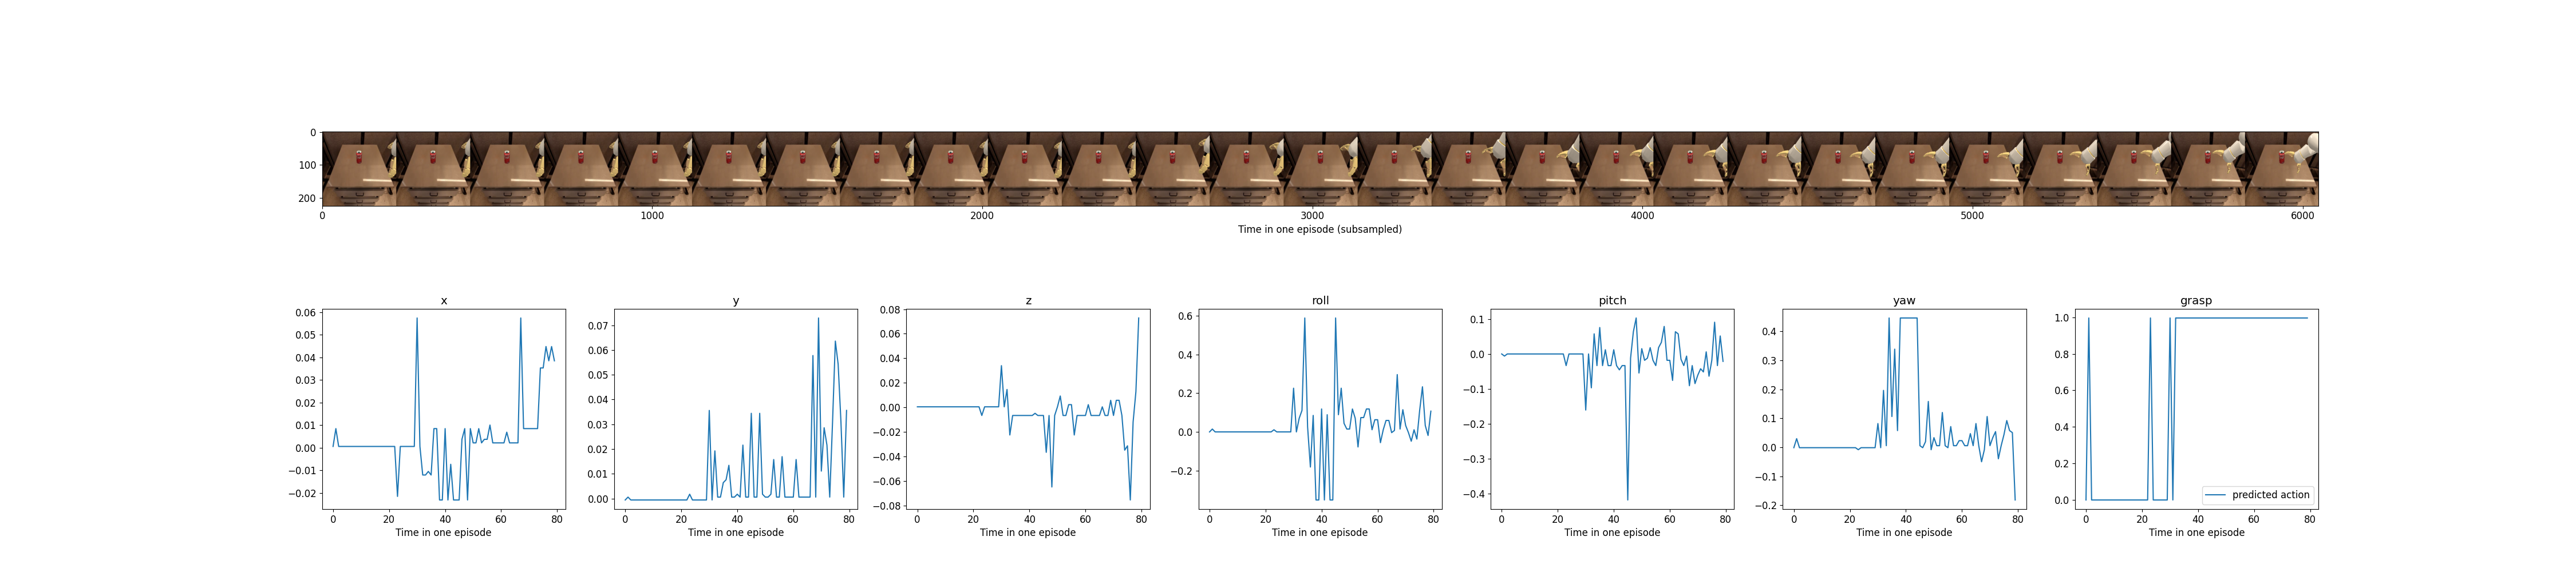 0
100
200
0 1000 2000 3000 4000 5000 6000
Time in one episode (subsampled)
x
0.06
0.05
0.04
0.03
0.02
0.01
0.00
−0.01
−0.02
0 20 40 60 80
Time in one episode
y
0.07
0.06
0.05
0.04
0.03
0.02
0.01
0.00
0 20 40 60 80
Time in one episode
z
0.08
0.06
0.04
0.02
0.00
−0.02
−0.04
−0.06
−0.08
0 20 40 60 80
Time in one episode
roll
0.6
0.4
0.2
0.0
−0.2
0 20 40 60 80
Time in one episode
pitch
0.1
0.0
−0.1
−0.2
−0.3
−0.4
0 20 40 60 80
Time in one episode
yaw
0.4
0.3
0.2
0.1
0.0
−0.1
−0.2
0 20 40 60 80
Time in one episode
grasp
1.0
0.8
0.6
0.4
0.2
0.0
predicted action
0 20 40 60 80
Time in one episode